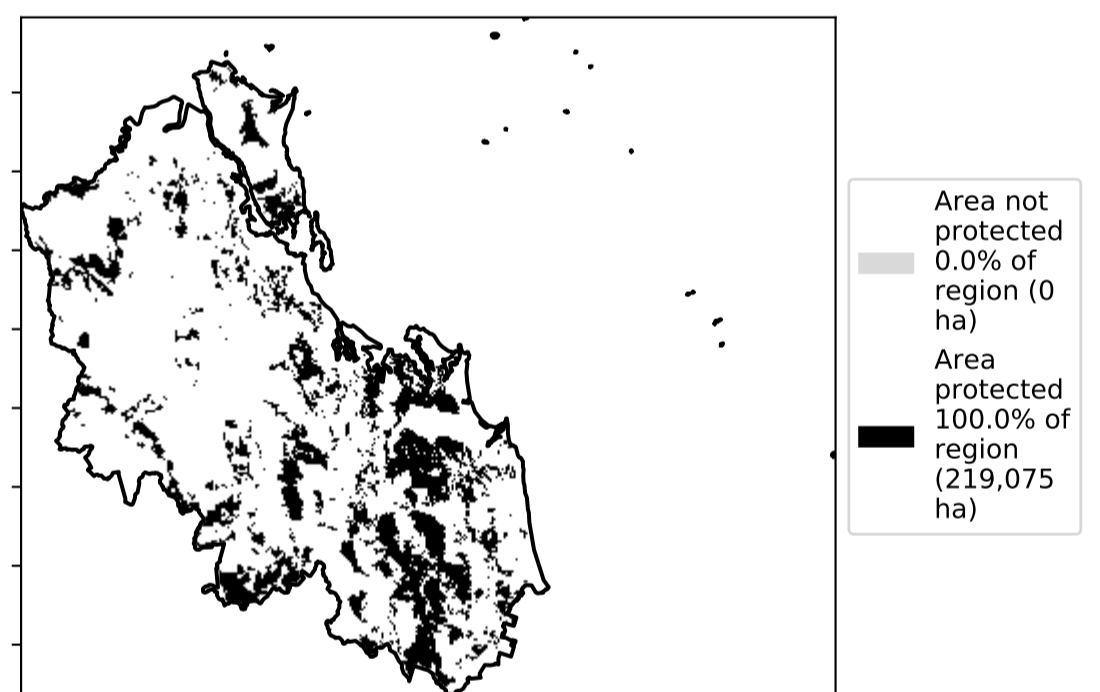 Area not
protected
0.0% of
region (0
ha)
Area
protected
100.0% of
region
(219,075
ha)